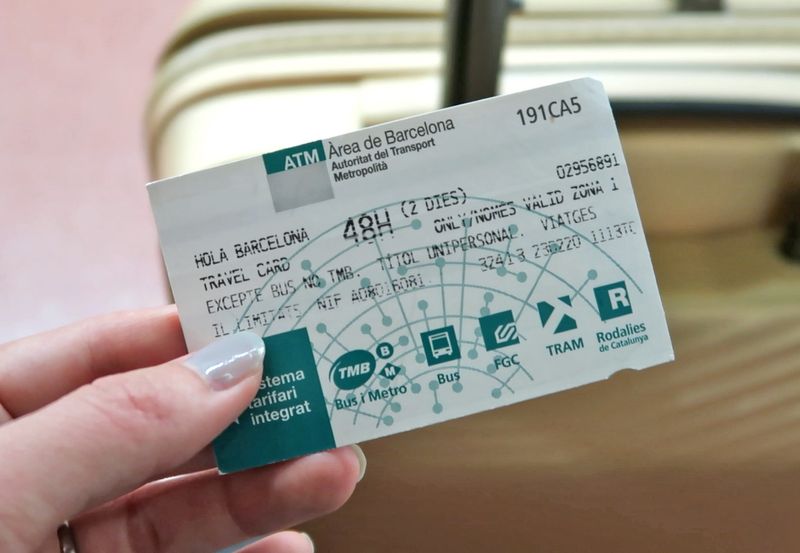 191CA5
ATM
Àrea de Barcelona
Autoritat del Transport
Metropolità
02956891
HOLA BARCELONA 48H (2 DIES) ONLY/NOMES VALID ZONA 1
TRAVEL CARD
EXCEPTE BUS NO TMB. TITOL UNIPERSONAL. VIATGES
IL.LIMITATS NIF
stema
tarifari
integrat
TMB B M
Bus i Metro
Bus
FGC
TRAM
R
Rodalies
de Catalunya